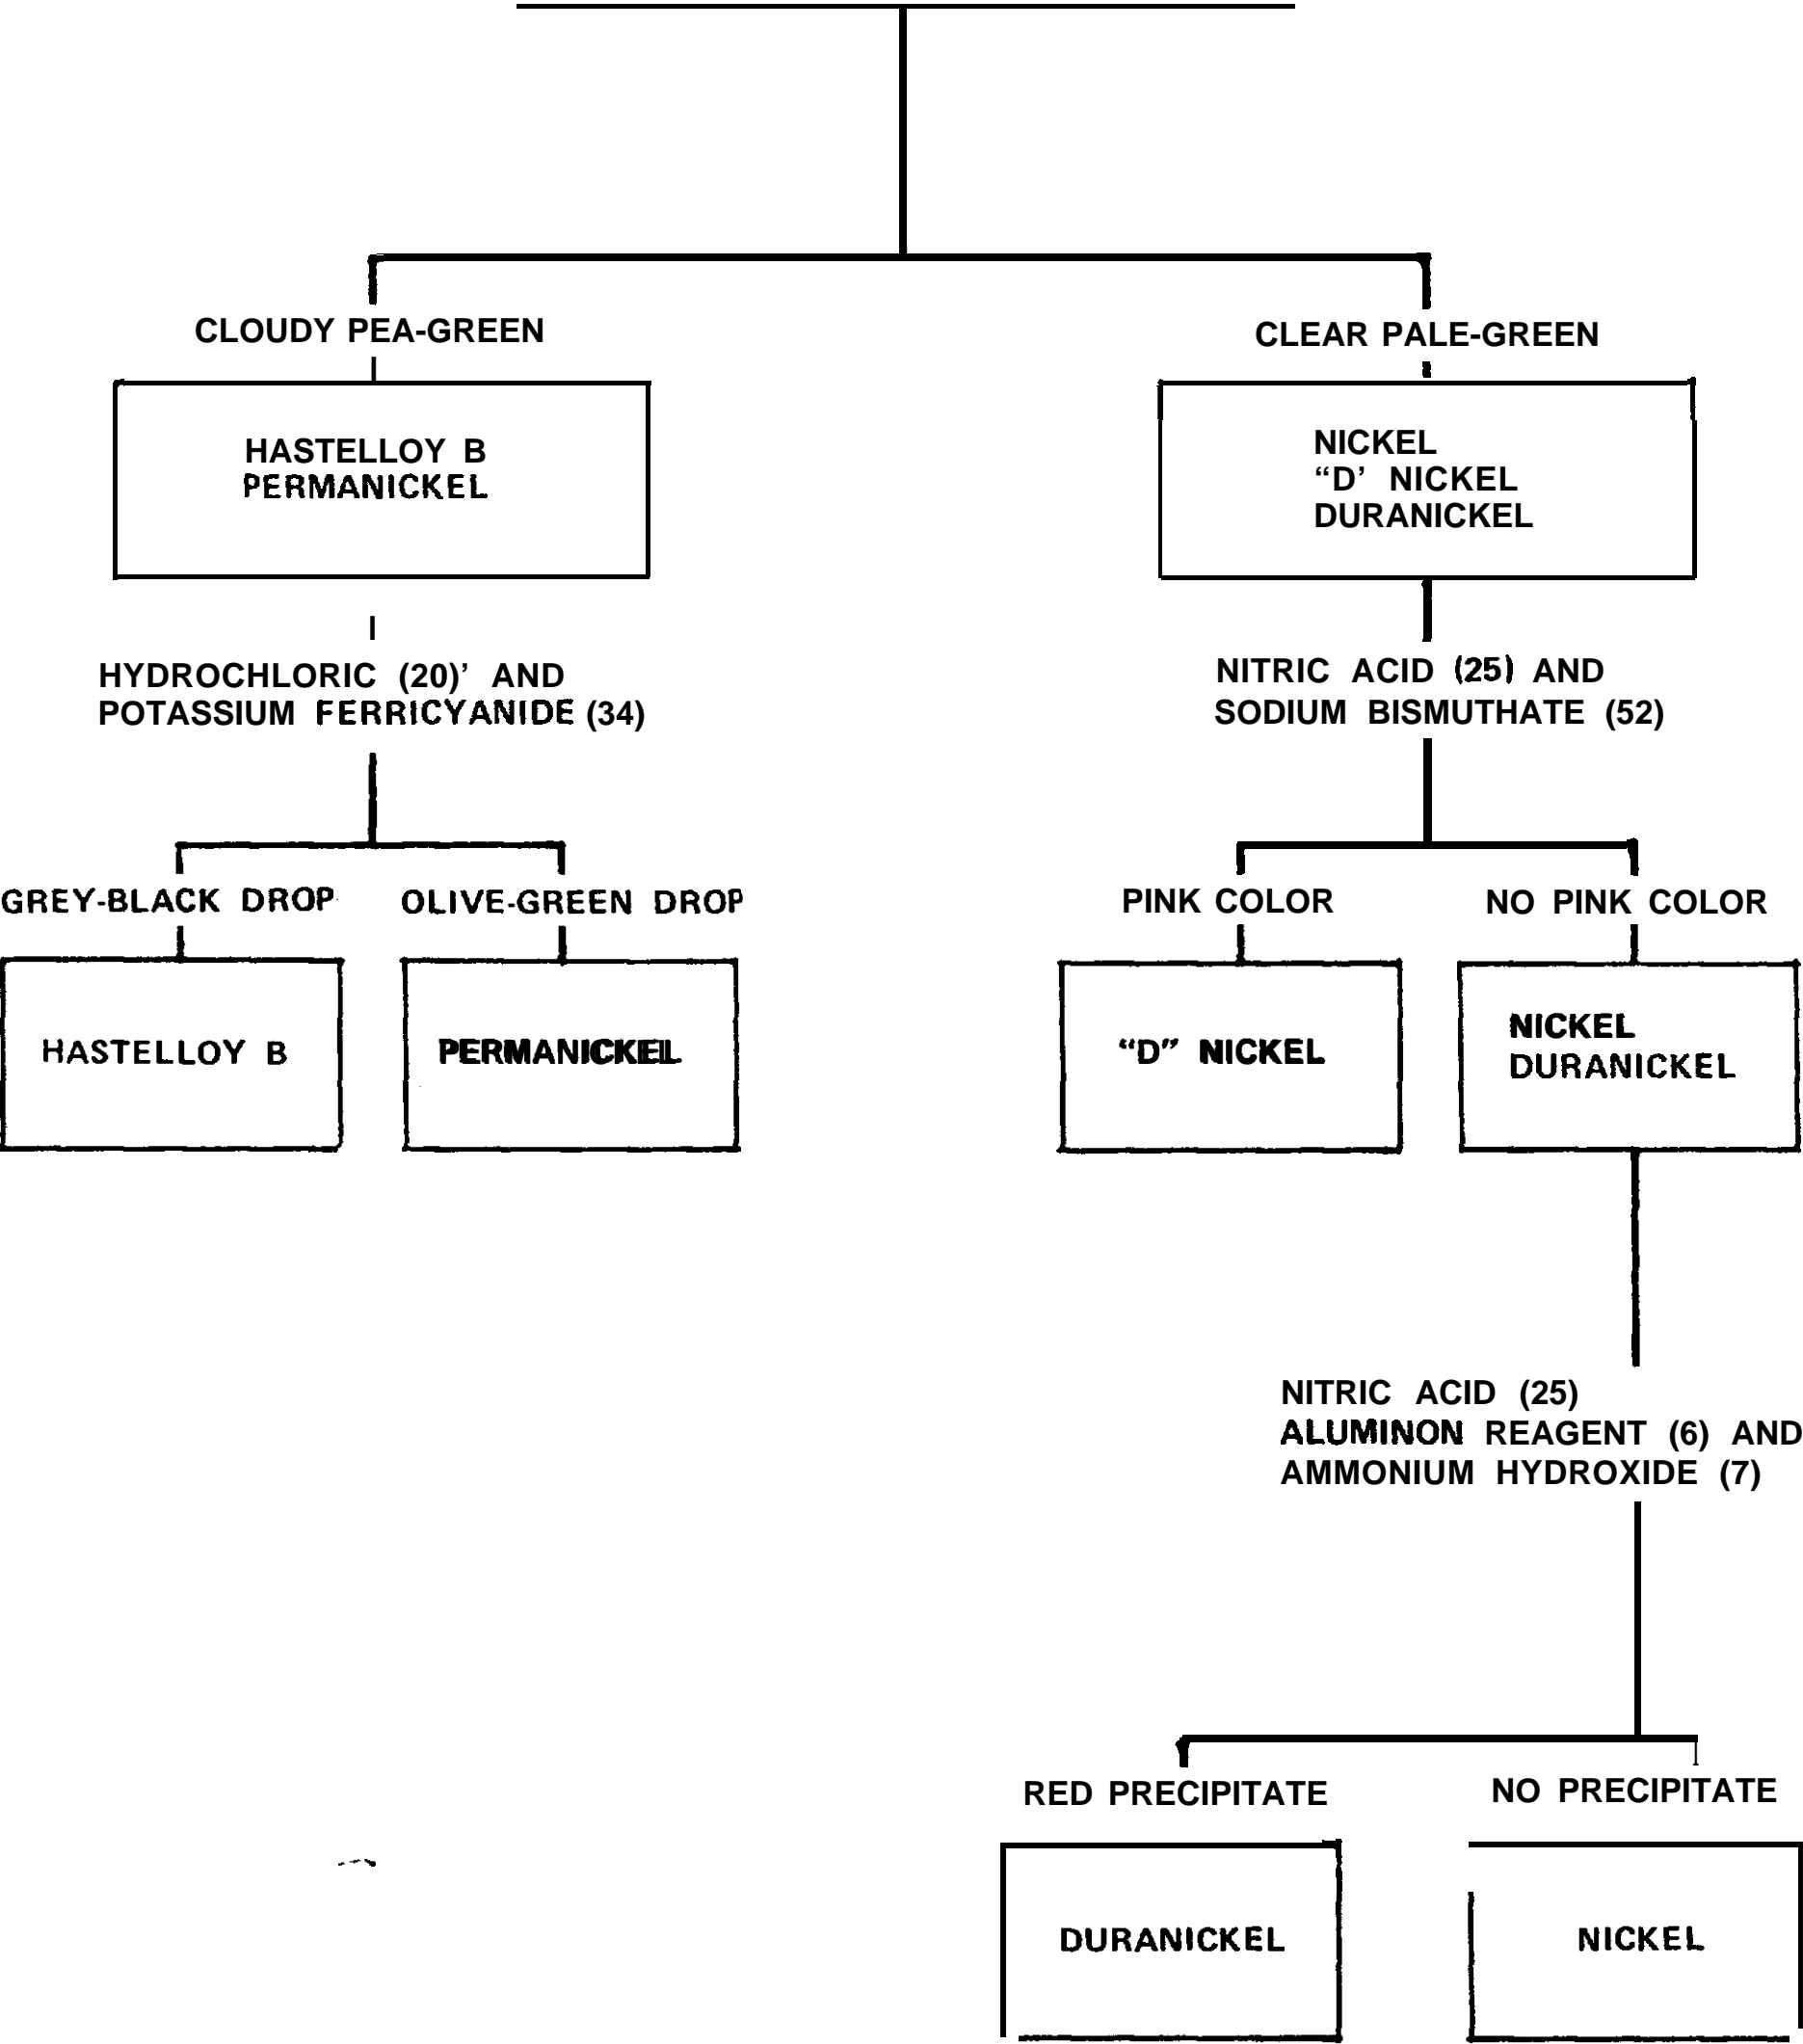 CLOUDY PEA-GREEN
CLEAR PALE-GREEN
HASTELLOY B
PERMANICKEL
NICKEL
“D’ NICKEL
DURANICKEL
HYDROCHLORIC (20)’ AND
POTASSIUM FERRICYANIDE (34)
NITRIC ACID (25) AND
SODIUM BISMUTHATE (52)
GREY-BLACK DROP
OLIVE-GREEN DROP
PINK COLOR
NO PINK COLOR
HASTELLOY B
PERMANICKEL
“D” NICKEL
NICKEL
DURANICKEL
NITRIC ACID (25)
ALUMINON REAGENT (6) AND
AMMONIUM HYDROXIDE (7)
RED PRECIPITATE
NO PRECIPITATE
DURANICKEL
NICKEL